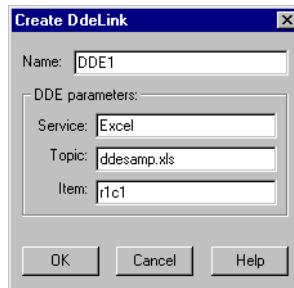 Create DdeLink
Name: DDE1
DDE parameters:
Service: Excel
Topic: ddesamp.xls
Item: r1c1
OK Cancel Help